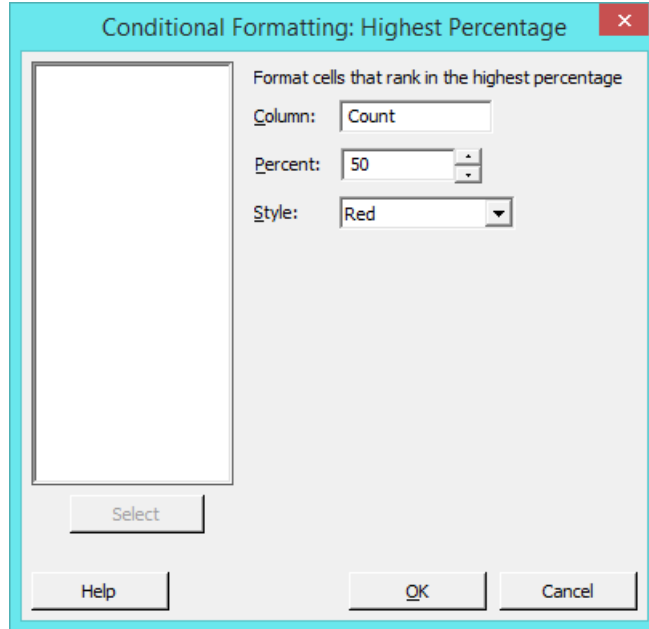 Conditional Formatting: Highest Percentage
Format cells that rank in the highest percentage
Column: Count
Percent: 50
Style: Red
Select
Help OK Cancel